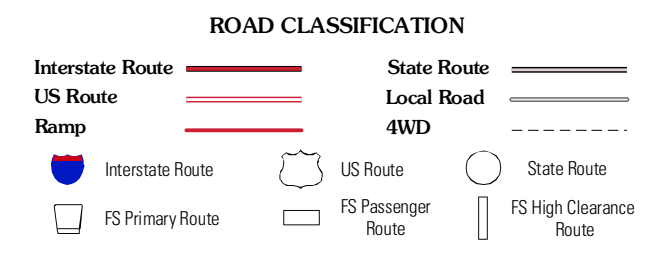 ROAD CLASSIFICATION
Interstate Route
State Route
US Route
Local Road
Ramp
4WD
Interstate Route
US Route
State Route
FS Primary Route
FS Passenger
Route
FS High Clearance
Route